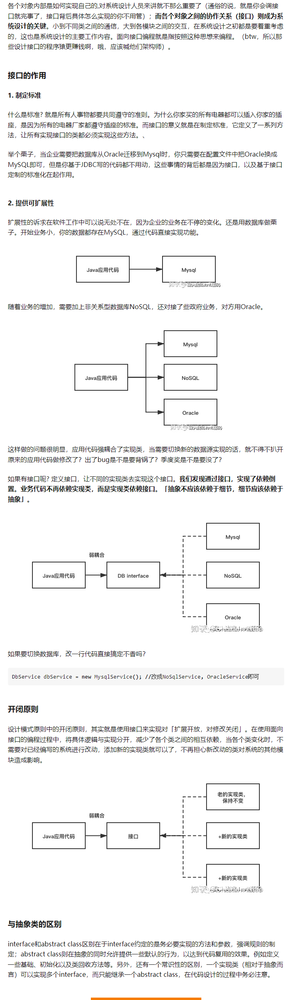 各个对象内部是如何实现自己的,对系统设计人员来讲就不那么重要了（通俗的说，就是你会调接
口就完事了，接口背后具体怎么实现的你不用管）；而各个对象之间的协作关系（接口）则成为系
统设计的关键。小到不同类之间的通信，大到各模块之间的交互，在系统设计之初都是要着重考虑
的，这也是系统设计的主要工作内容。面向接口编程就是指按照这种思想来编程。（btw，所以那
些设计接口的程序猿更赚钱啊，哦，应该喊他们架构师）。
接口的作用
1. 制定标准
什么是标准? 就是所有人事物都要共同遵守的准则。为什么你家买的所有电器都可以插入你家的插
座，是因为所有的电器厂家都遵守插座的标准。而接口的意义就是在制定标准，它定义了一系列方
法，让所有实现接口的类都必须实现这些方法。、
举个栗子，当企业需要把数据库从Oracle迁移到Mysql时，你只需要在配置文件中把Oracle换成
MySQL即可，但是你基于JDBC写的代码都不用动，这些事情的背后都是因为接口，以及基于接口
定制的标准化在起作用。
2. 提供可扩展性
扩展性的诉求在软件工作中可以说无处不在，因为企业的业务在不停的变化。还是用数据库做栗
子。开始业务小，你的数据都存在MySQL，通过代码直接实现功能。
Java应用代码
Mysql
随着业务的增加，需要加上非关系型数据库NoSQL，还对接了些政府业务，对方用Oracle。
Mysql
Java应用代码
NoSQL
Oracle
这样做的问题很明显，应用代码强耦合了实现类，当需要切换新的数据源实现的话，就不得不扒开
原来的应用代码做修改了？出了bug是不是要背锅了？季度奖是不是要没了？
如果有接口呢? 定义接口，让不同的实现类去实现这个接口。我们发现通过接口，实现了依赖倒
置。业务代码不再依赖实现类，而是实现类依赖接口。「抽象不应该依赖于细节，细节应该依赖于
抽象」。
Mysql
弱耦合
Java应用代码
DB interface
NoSQL
Oracle
如果要切换数据库，改一行代码直接搞定不香吗？
DbService dbService = new MysqlService(); //改成NoSqlService, OracleService即可
开闭原则
设计模式原则中的开闭原则，其实就是使用接口来实现对「扩展开放，对修改关闭」。在使用面向
接口的编程过程中，将具体逻辑与实现分开，减少了各个类之间的相互依赖，当各个类变化时，不
需要对已经编写的系统进行改动，添加新的实现类就可以了，不再担心新改动的类对系统的其他模
块造成影响。
老的实现类，
保持不变
弱耦合
Java应用代码
接口
+新的实现类
+新的实现类
与抽象类的区别
interface和abstract class区别在于interface约定的是务必要实现的方法和参数，强调规则的制
定；abstract class则在抽象的同时允许提供一些默认的行为，以达到代码复用的效果。例如定义
一些基础、初始化以及类回收方法等。另外，还有一个常识性的区别，一个实现类（相对于抽象而
言）可以实现多个interface，而只能继承一个abstract class，在代码设计的过程中务必注意。